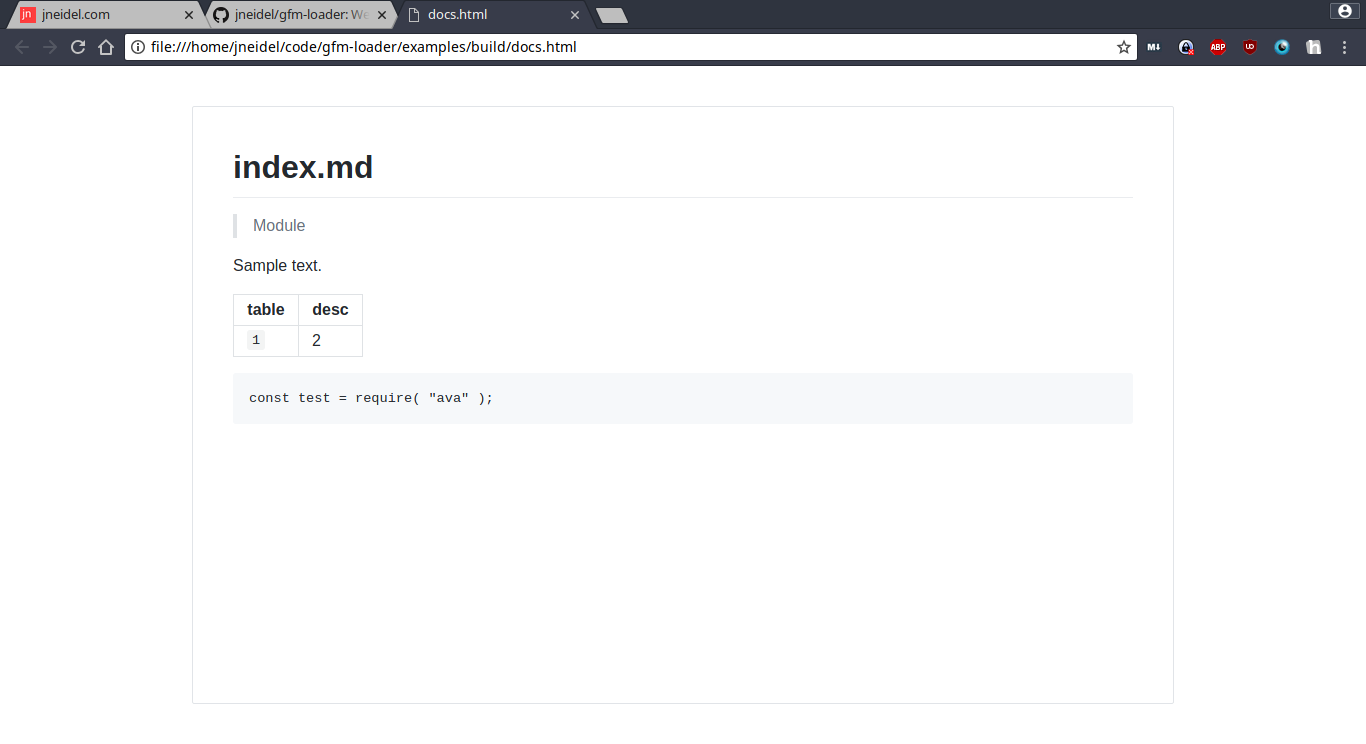 jn jneidel.com
jneidel/gfm-loader: We
docs.html
file:///home/jneidel/code/gfm-loader/examples/build/docs.html
M↓
ABP
UD
h
index.md
Module
Sample text.
table desc
1 2
const test = require( "ava" );